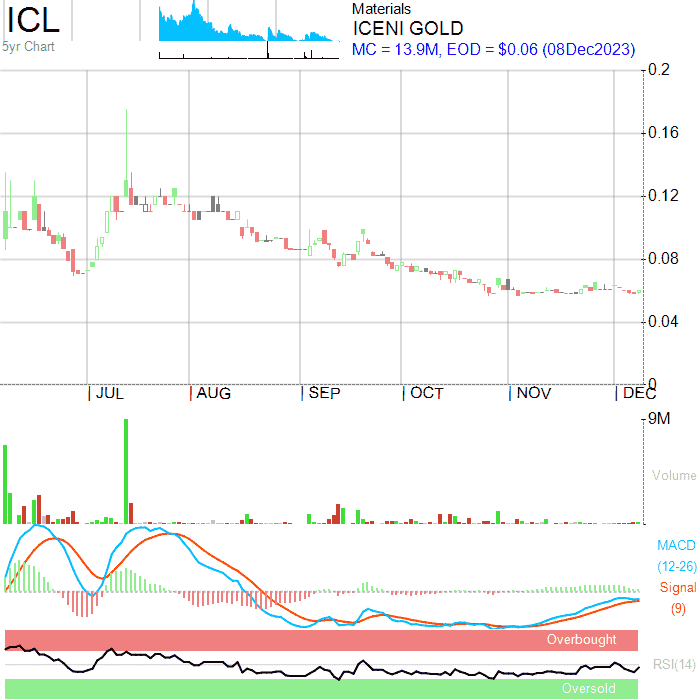 ICL
5yr Chart
Materials
ICENI GOLD
MC = 13.9M, EOD = $0.06 (08Dec2023)
0.2
0.16
0.12
0.08
0.04
0
JUL AUG SEP OCT NOV DEC
9M
Volume
MACD
(12-26)
Signal
(9)
Overbought
RSI(14)
Oversold